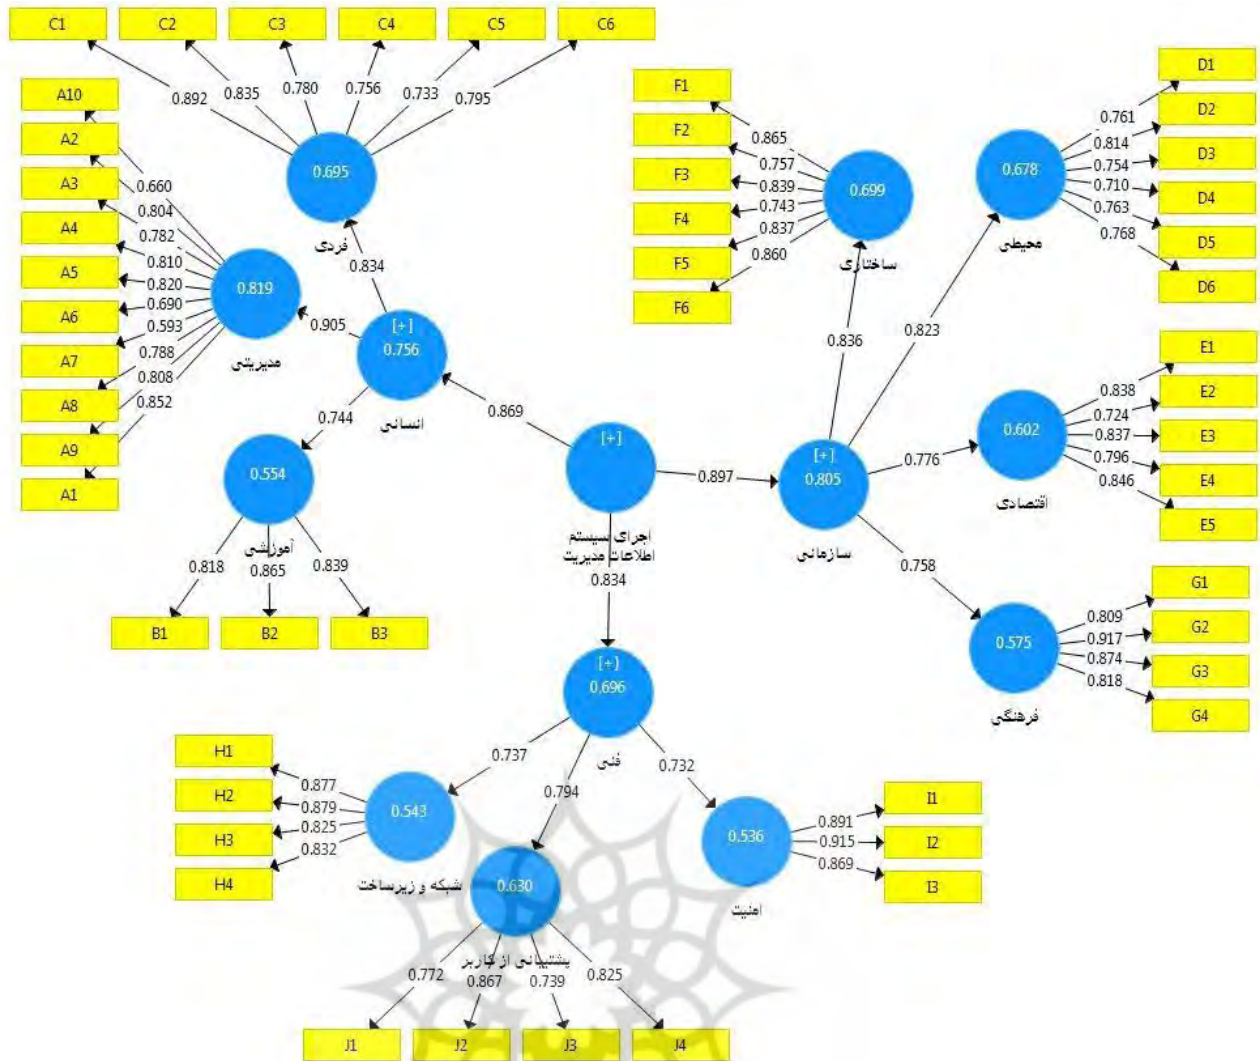 C1 C2 C3 C4 C5 C6
0.892 0.835 0.780 0.756 0.733 0.795
0.695
فردی
0.834
A10
A2
A3
A4
A5
A6
A7
A8
A9
A1
0.660
0.804
0.782
0.810
0.820
0.690
0.593
0.788
0.808
0.852
0.819
مدیریتی
0.905
[+]
0.756
انسانی
0.744
0.554
آموزشی
0.818 0.865 0.839
B1 B2 B3
0.869
[+]
اجرای سیستم
اطلاعات مدیریت
0.897
0.834
F1
F2
F3
F4
F5
F6
0.865
0.757
0.839
0.743
0.837
0.860
0.699
ساختاری
0.836
0.823
[+]
0.805
سازمانی
0.678
محیطی
0.761
0.814
0.754
0.710
0.763
0.768
D1
D2
D3
D4
D5
D6
0.776
0.602
اقتصادی
0.838
0.724
0.837
0.796
0.846
E1
E2
E3
E4
E5
0.758
0.575
فرهنگی
0.809
0.917
0.874
0.818
G1
G2
G3
G4
[+]
0.696
فنی
0.737 0.794 0.732
H1
H2
H3
H4
0.877
0.879
0.825
0.832
0.543
شبکه و زیرساخت
0.630
پشتیبانی از کاربر
0.772 0.867 0.739 0.825
J1 J2 J3 J4
0.536
امنیت
0.891
0.915
0.869
I1
I2
I3